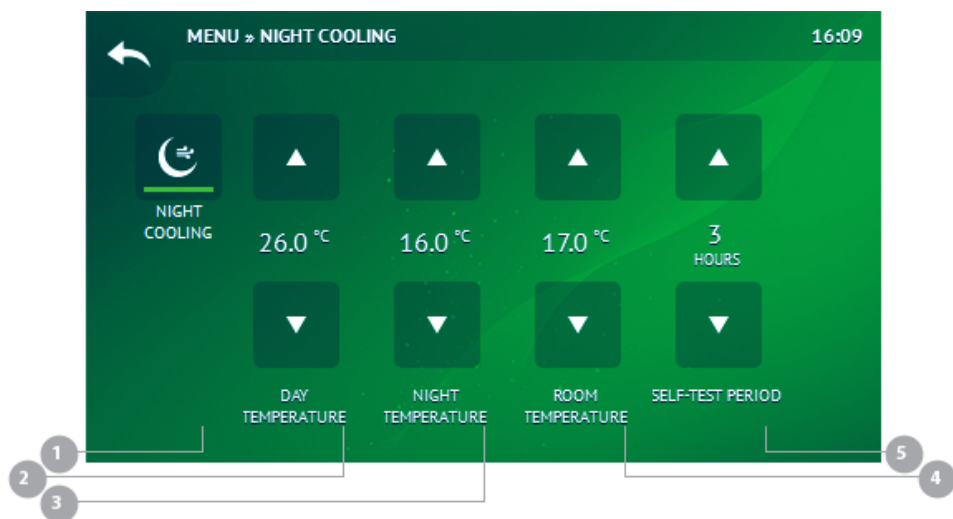 MENU » NIGHT COOLING
16:09
NIGHT
COOLING
26.0 °C
16.0 °C
17.0 °C
3
HOURS
DAY
TEMPERATURE
NIGHT
TEMPERATURE
ROOM
TEMPERATURE
SELF-TEST PERIOD
1
2
3
5
4